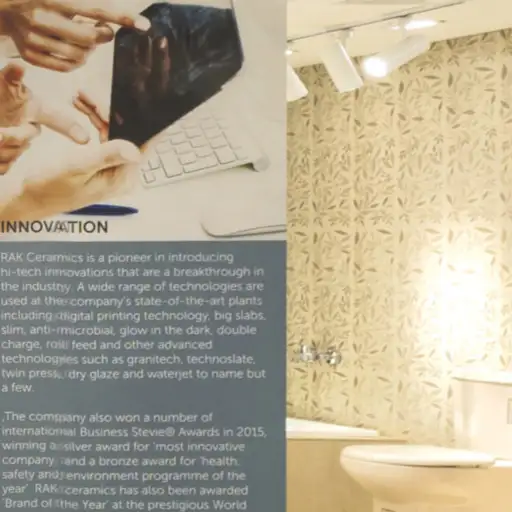 INNOVATION
RAK Ceramics is a pioneer in introducing
hi-tech innovations that are a breakthrough in
the industry. A wide range of technologies are
used at the company's state-of-the-art plants
including digital printing technology, big slabs,
slim, anti-microbial, glow in the dark, double
charge, roll feed and other advanced
technologies such as granitech, technoslate,
twin press, dry glaze and waterjet to name but
a few.
The company also won a number of
international Business Stevie® Awards in 2015,
winning a silver award for 'most innovative
company' and a bronze award for 'health,
safety and environment programme of the
year'. RAK ceramics has also been awarded
'Brand of the Year' at the prestigious World